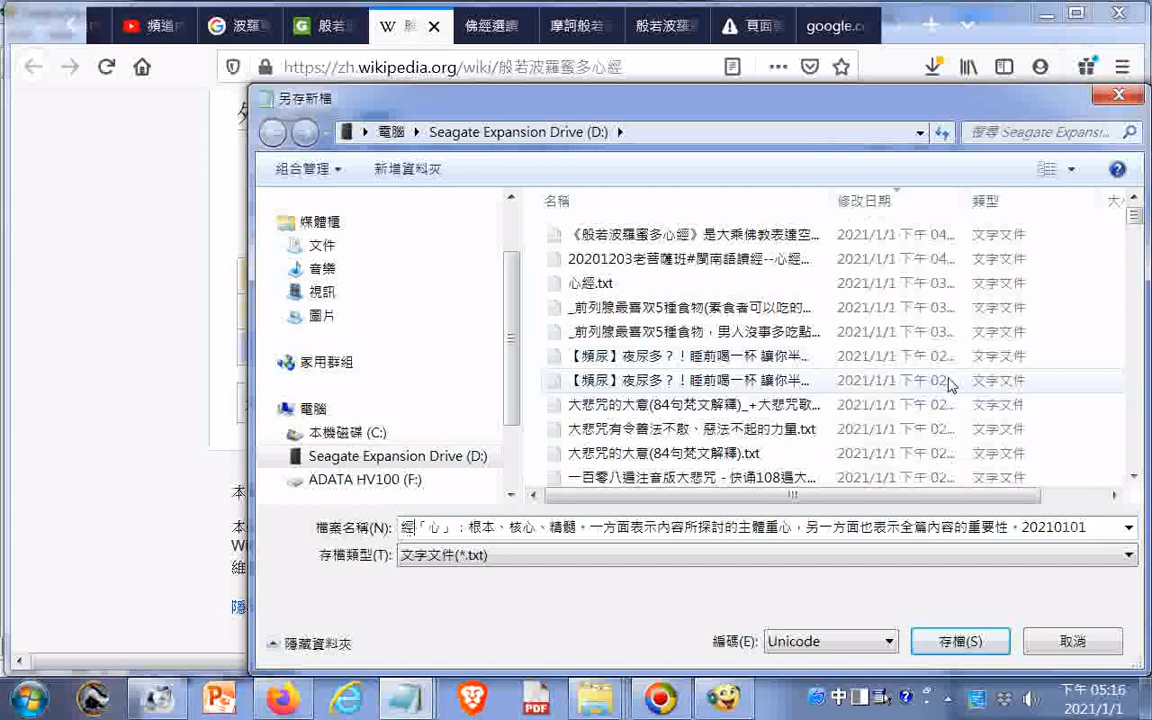 頻道
波羅
般若
佛經選讀
摩訶般若
般若波羅
頁面
google.co
https://zh.wikipedia.org/wiki/般若波羅蜜多心經
另存新檔
電腦 Seagate Expansion Drive (D:)
搜尋 Seagate Expansi...
組合管理
新增資料夾
媒體櫃
文件
音樂
視訊
圖片
家用群組
電腦
本機磁碟 (C:)
Seagate Expansion Drive (D:)
ADATA HV100 (F:)
名稱 修改日期 類型 大
《般若波羅蜜多心經》是大乘佛教表達空... 2021/1/1 下午 04... 文字文件
20201203老菩薩班#閩南語讀經--心經... 2021/1/1 下午 04... 文字文件
心經.txt 2021/1/1 下午 03... 文字文件
_前列腺最喜欢5種食物(素食者可以吃的... 2021/1/1 下午 03... 文字文件
_前列腺最喜欢5種食物，男人沒事多吃點... 2021/1/1 下午 03... 文字文件
【頻尿】夜尿多？！睡前喝一杯 讓你半... 2021/1/1 下午 02... 文字文件
【頻尿】夜尿多？！睡前喝一杯 讓你半... 2021/1/1 下午 02... 文字文件
大悲咒的大意(84句梵文解釋)_+大悲咒歌... 2021/1/1 下午 02... 文字文件
大悲咒有令善法不散、惡法不起的力量.txt 2021/1/1 下午 02... 文字文件
大悲咒的大意(84句梵文解釋).txt 2021/1/1 下午 02... 文字文件
一百零八遍注音版大悲咒 - 快诵108遍大... 2021/1/1 下午 02... 文字文件
檔案名稱(N): 經「心」：根本、核心、精髓。一方面表示內容所探討的主體重心，另一方面也表示全篇內容的重要性。20210101
存檔類型(T): 文字文件(*.txt)
隱藏資料夾
編碼(E): Unicode 存檔(S) 取消
本
本
Wi
維
隱
PDF
中
下午 05:16
2021/1/1